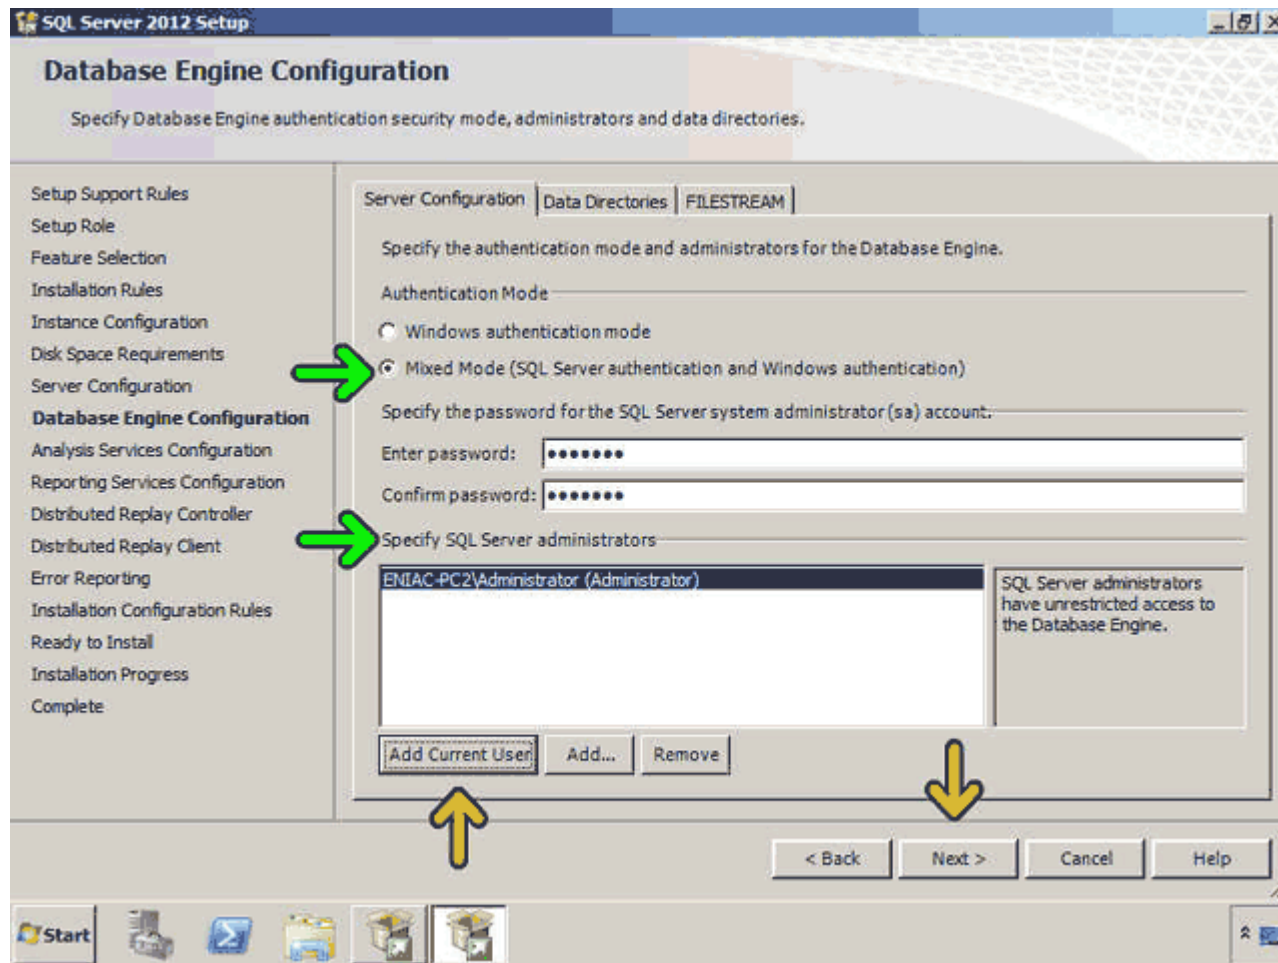 SQL Server 2012 Setup
Database Engine Configuration
Specify Database Engine authentication security mode, administrators and data directories.
Setup Support Rules
Setup Role
Feature Selection
Installation Rules
Instance Configuration
Disk Space Requirements
Server Configuration
Database Engine Configuration
Analysis Services Configuration
Reporting Services Configuration
Distributed Replay Controller
Distributed Replay Client
Error Reporting
Installation Configuration Rules
Ready to Install
Installation Progress
Complete
Server Configuration Data Directories FILESTREAM
Specify the authentication mode and administrators for the Database Engine.
Authentication Mode
Windows authentication mode
Mixed Mode (SQL Server authentication and Windows authentication)
Specify the password for the SQL Server system administrator (sa) account.
Enter password: •••••••
Confirm password: •••••••
Specify SQL Server administrators
ENIAC-PC2\Administrator (Administrator)
SQL Server administrators
have unrestricted access to
the Database Engine.
Add Current User Add... Remove
< Back Next > Cancel Help
Start